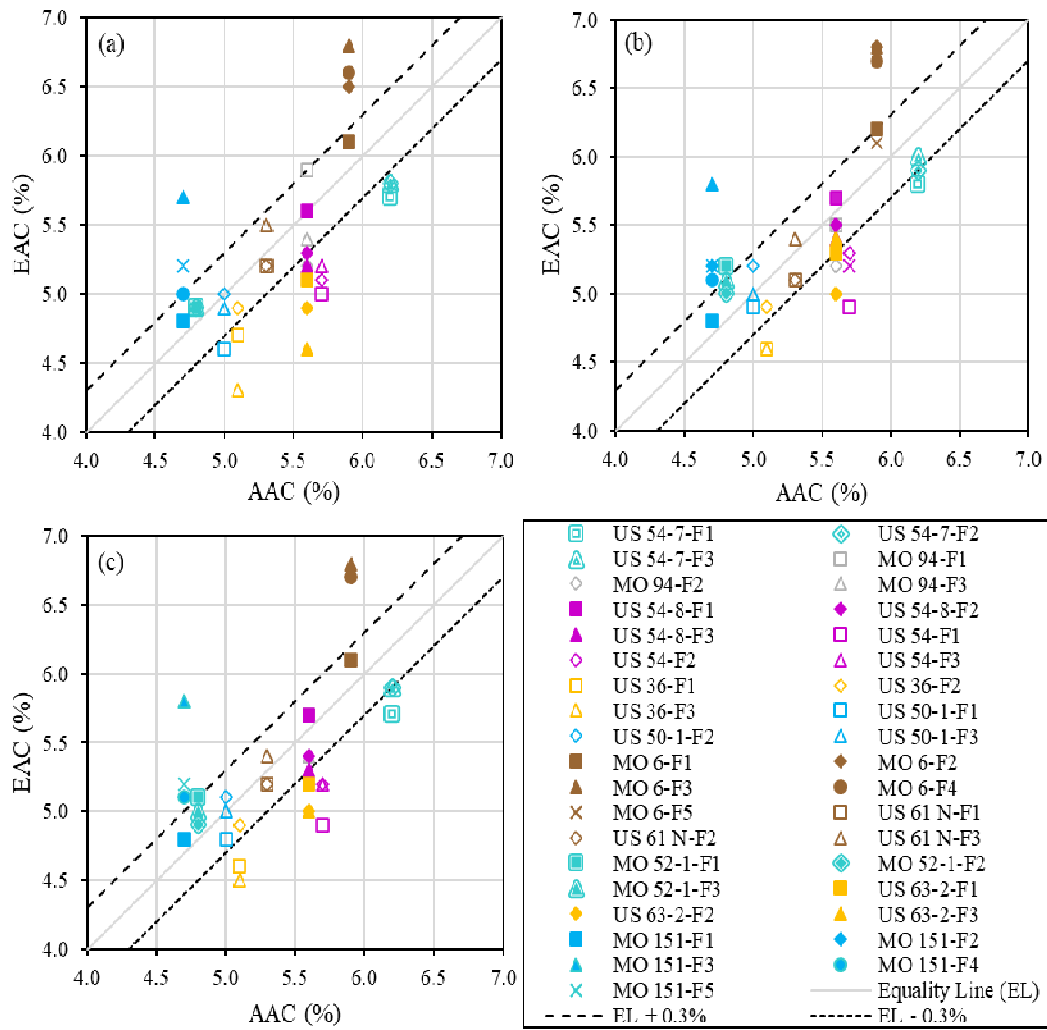 (a)
7.0
6.5
6.0
5.5
5.0
4.5
4.0
EAC (%)
4.0 4.5 5.0 5.5 6.0 6.5 7.0
AAC (%)
(b)
7.0
6.5
6.0
5.5
5.0
4.5
4.0
EAC (%)
4.0 4.5 5.0 5.5 6.0 6.5 7.0
AAC (%)
(c)
7.0
6.5
6.0
5.5
5.0
4.5
4.0
EAC (%)
4.0 4.5 5.0 5.5 6.0 6.5 7.0
AAC (%)
US 54-7-F1 US 54-7-F2
US 54-7-F3 MO 94-F1
MO 94-F2 MO 94-F3
US 54-8-F1 US 54-8-F2
US 54-8-F3 US 54-F1
US 54-F2 US 54-F3
US 36-F1 US 36-F2
US 36-F3 US 50-1-F1
US 50-1-F2 US 50-1-F3
MO 6-F1 MO 6-F2
MO 6-F3 MO 6-F4
MO 6-F5 US 61 N-F1
US 61 N-F2 US 61 N-F3
MO 52-1-F1 MO 52-1-F2
MO 52-1-F3 US 63-2-F1
US 63-2-F2 US 63-2-F3
MO 151-F1 MO 151-F2
MO 151-F3 MO 151-F4
MO 151-F5 Equality Line (EL)
EL + 0.3% EL - 0.3%